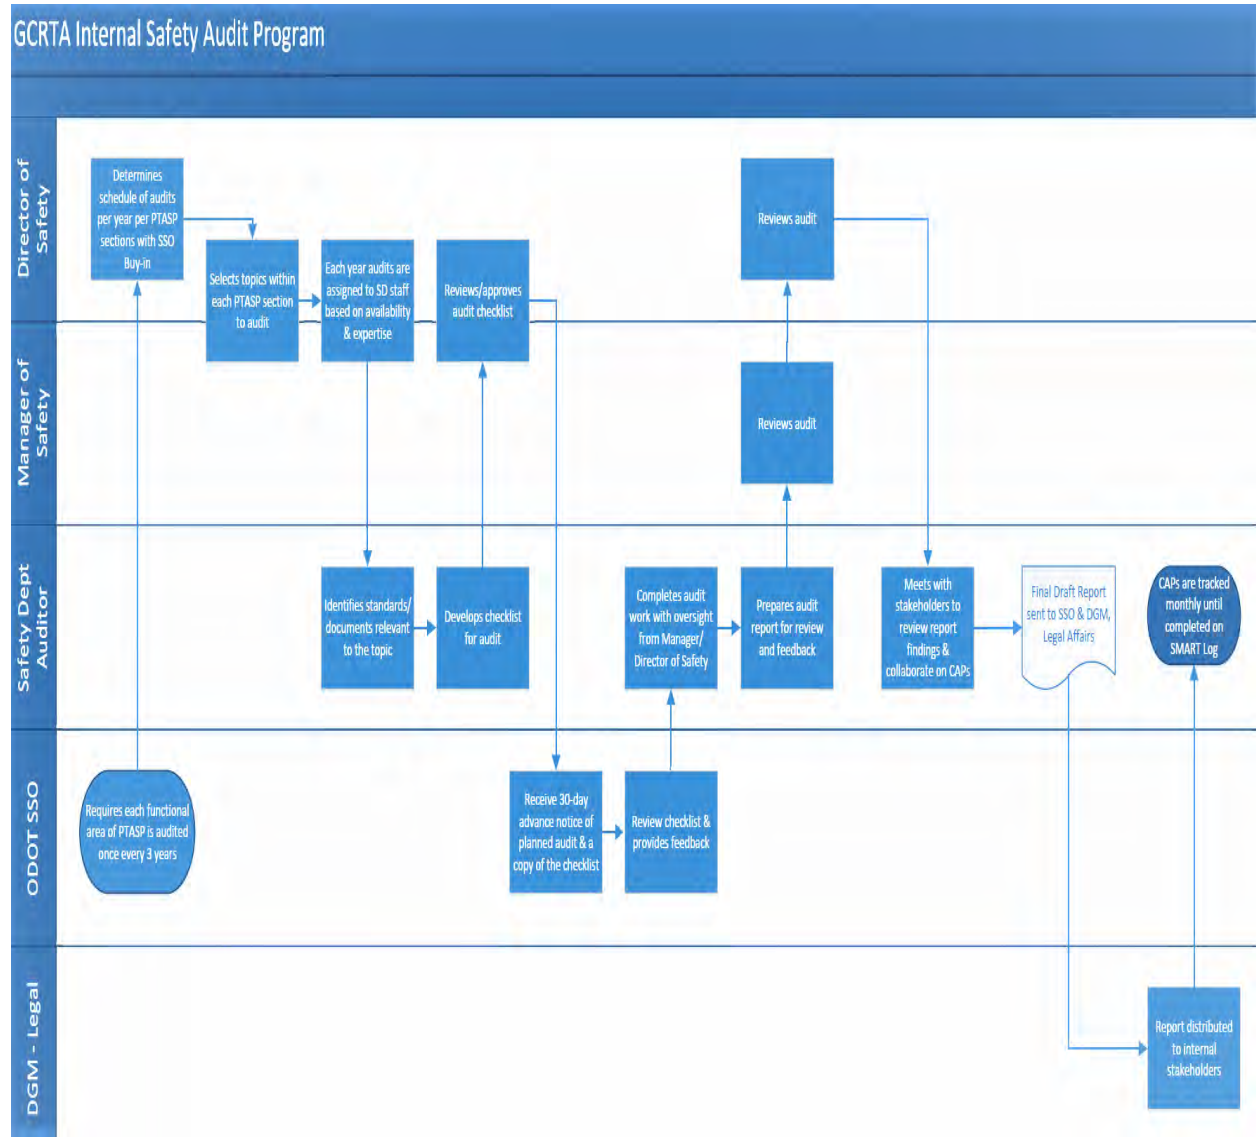 GCRTA Internal Safety Audit Program
Director of
Safety
Determines
schedule of audits
per year per PTASP
sections with SSO
Buy-in
Selects topics within
each PTASP section
to audit
Each year audits are
assigned to SD staff
based on availability
& expertise
Reviews/approves
audit checklist
Reviews audit
Manager of
Safety
Reviews audit
Safety Dept
Auditor
Identifies standards/
documents relevant
to the topic
Develops checklist
for audit
Completes audit
work with oversight
from Manager/
Director of Safety
Prepares audit
report for review
and feedback
Meets with
stakeholders to
review report
findings &
collaborate on CAPs
Final Draft Report
sent to SSO & DGM,
Legal Affairs
CAPs are tracked
monthly until
completed on
SMART Log
ODOT SSO
Requires each functional
area of PTASP is audited
once every 3 years
Receive 30-day
advance notice of
planned audit & a
copy of the checklist
Review checklist &
provides feedback
DGM - Legal
Report distributed
to internal
stakeholders